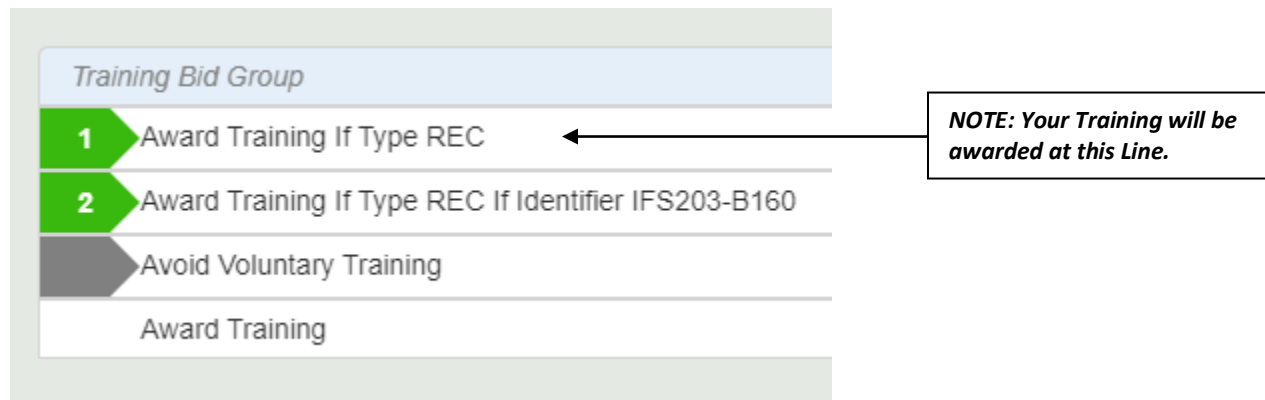 Training Bid Group
1 Award Training If Type REC
NOTE: Your Training will be
awarded at this Line.
2 Award Training If Type REC If Identifier IFS203-B160
Avoid Voluntary Training
Award Training